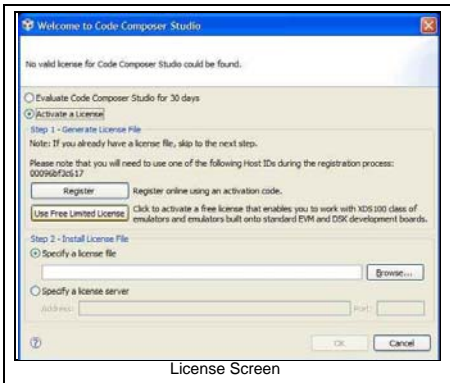 Welcome to Code Composer Studio
No valid license for Code Composer Studio could be found.
Evaluate Code Composer Studio for 30 days
Activate a License
Step 1 - Generate License File
Note: If you already have a license file, skip to the next step.
Please note that you will need to use one of the following Host IDs during the registration process:
00096bf3c617
Register Register online using an activation code.
Use Free Limited License Click to activate a free license that enables you to work with XDS100 class of
emulators and emulators built onto standard EVM and DSK development boards.
Step 2 - Install License File
Specify a license file
Browse...
Specify a license server
Address: Port:
OK Cancel
License Screen